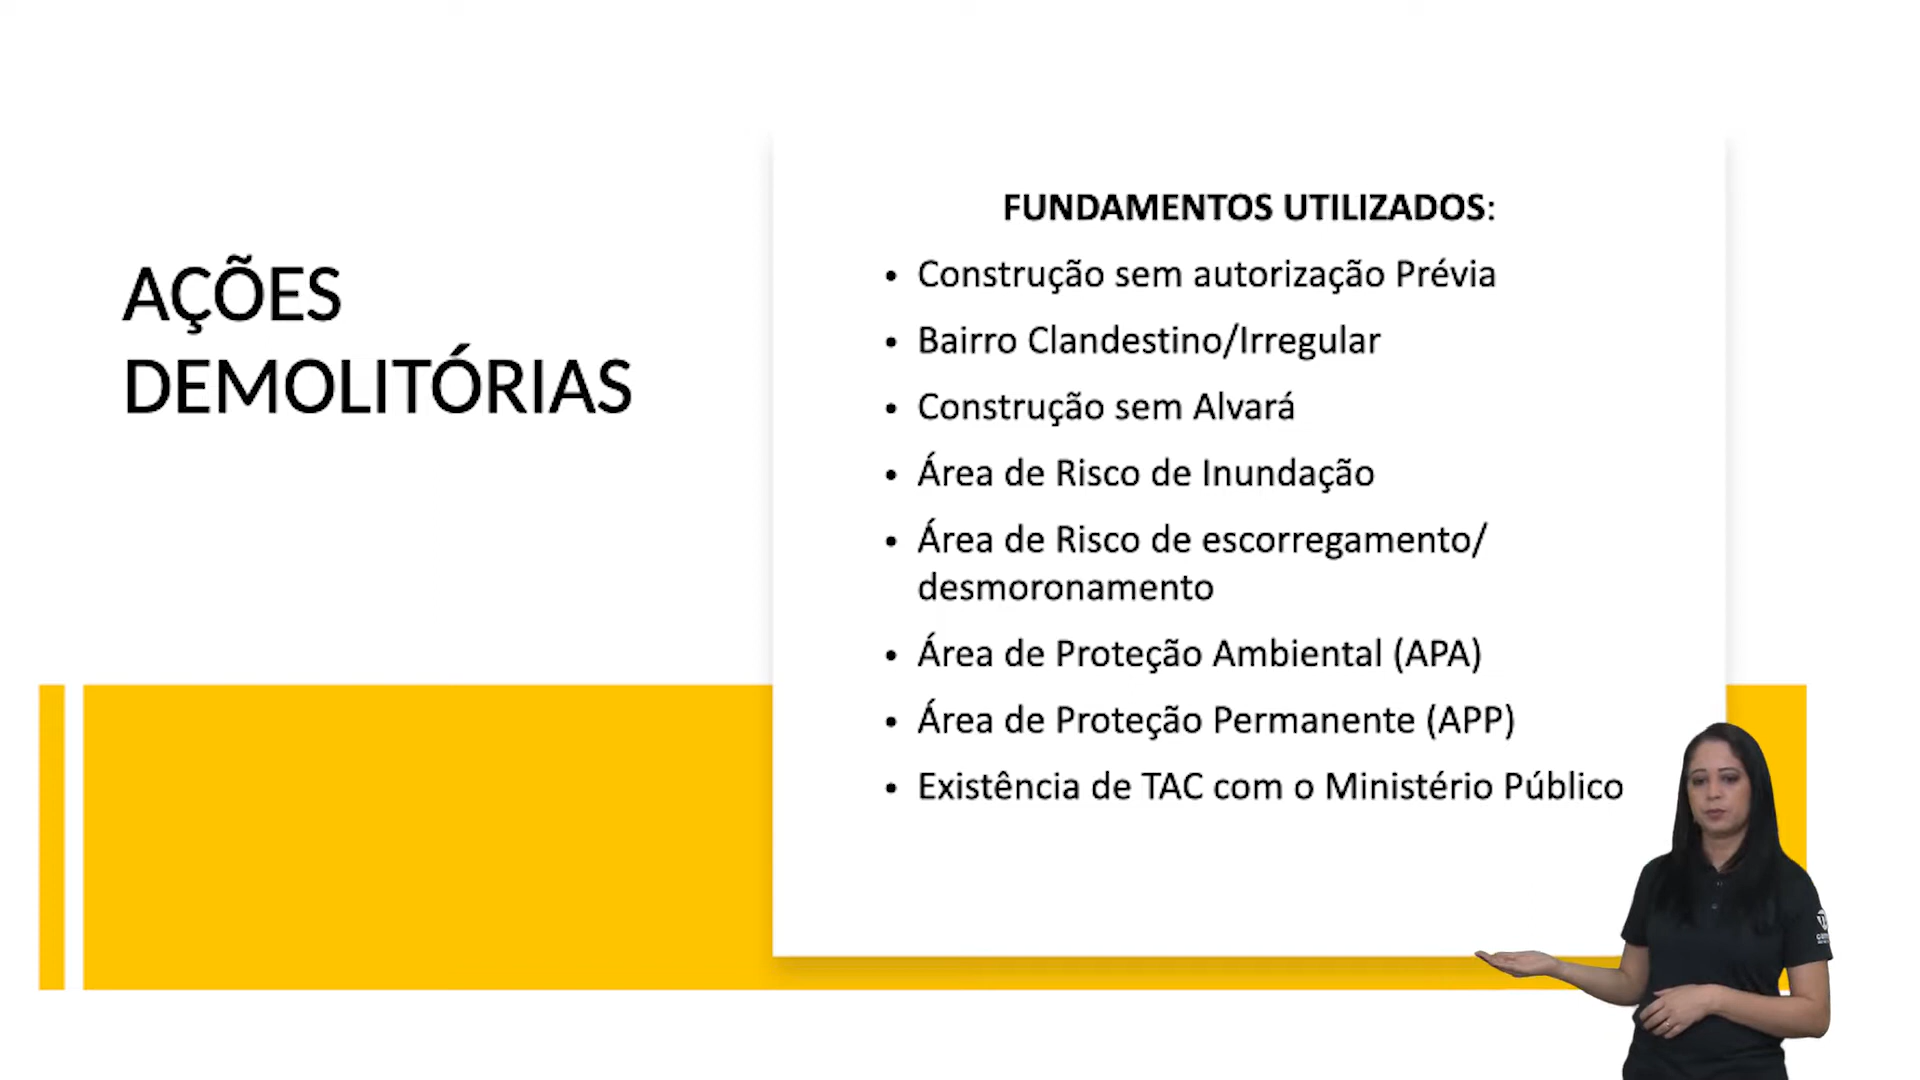 AÇÕES
DEMOLITÓRIAS
FUNDAMENTOS UTILIZADOS:
• Construção sem autorização Prévia
• Bairro Clandestino/Irregular
• Construção sem Alvará
• Área de Risco de Inundação
• Área de Risco de escorregamento/
desmoronamento
• Área de Proteção Ambiental (APA)
• Área de Proteção Permanente (APP)
• Existência de TAC com o Ministério Público